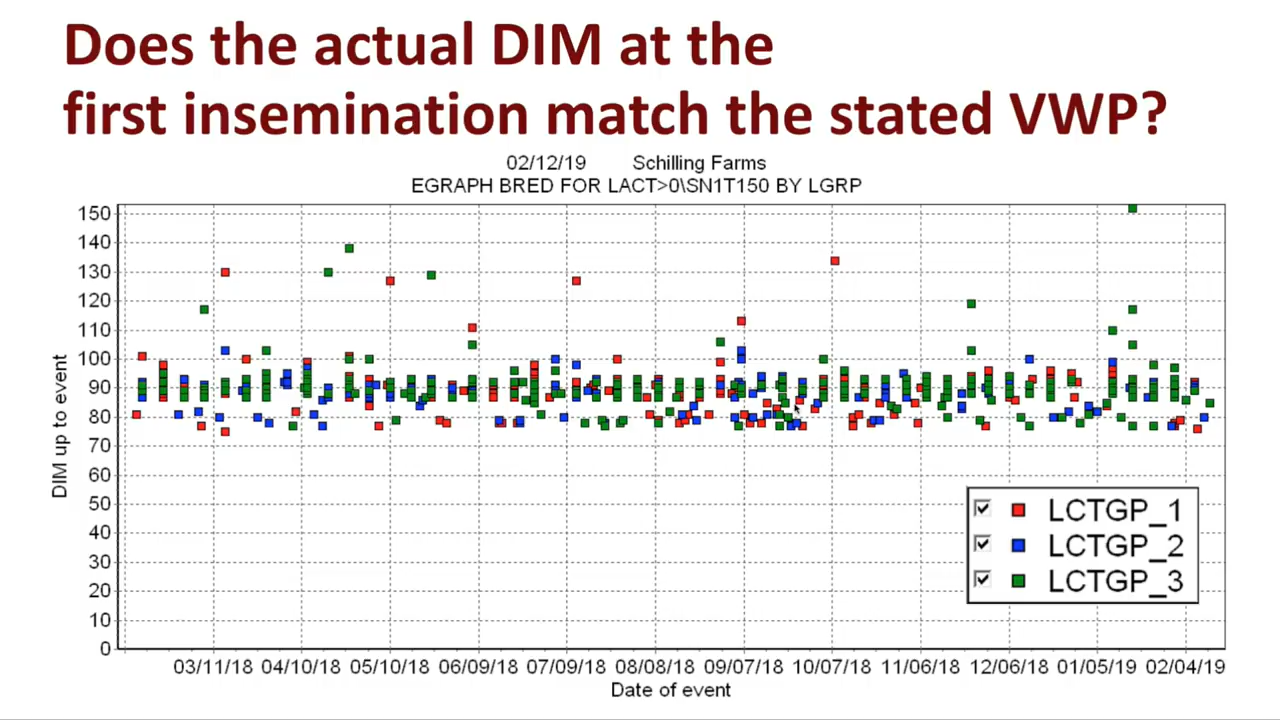 Does the actual DIM at the
first insemination match the stated VWP?
02/12/19 Schilling Farms
EGRAPH BRED FOR LACT>0\SN1T150 BY LGRP
150
140
130
120
110
100
90
80
70
60
50
40
30
20
10
0
DIM up to event
LCTGP_1
LCTGP_2
LCTGP_3
03/11/18 04/10/18 05/10/18 06/09/18 07/09/18 08/08/18 09/07/18 10/07/18 11/06/18 12/06/18 01/05/19 02/04/19
Date of event